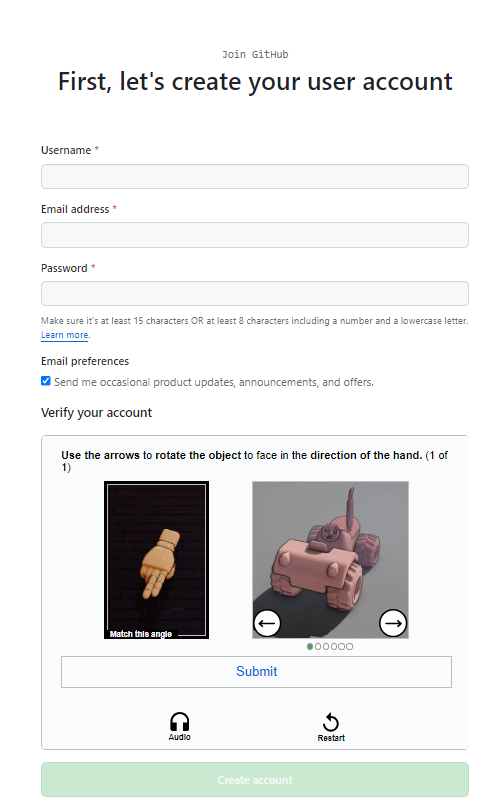 Join GitHub
First, let's create your user account
Username *
Email address *
Password *
Make sure it's at least 15 characters OR at least 8 characters including a number and a lowercase letter.
Learn more.
Email preferences
Send me occasional product updates, announcements, and offers.
Verify your account
Use the arrows to rotate the object to face in the direction of the hand. (1 of
1)
Match this angle
Submit
Audio
Restart
Create account